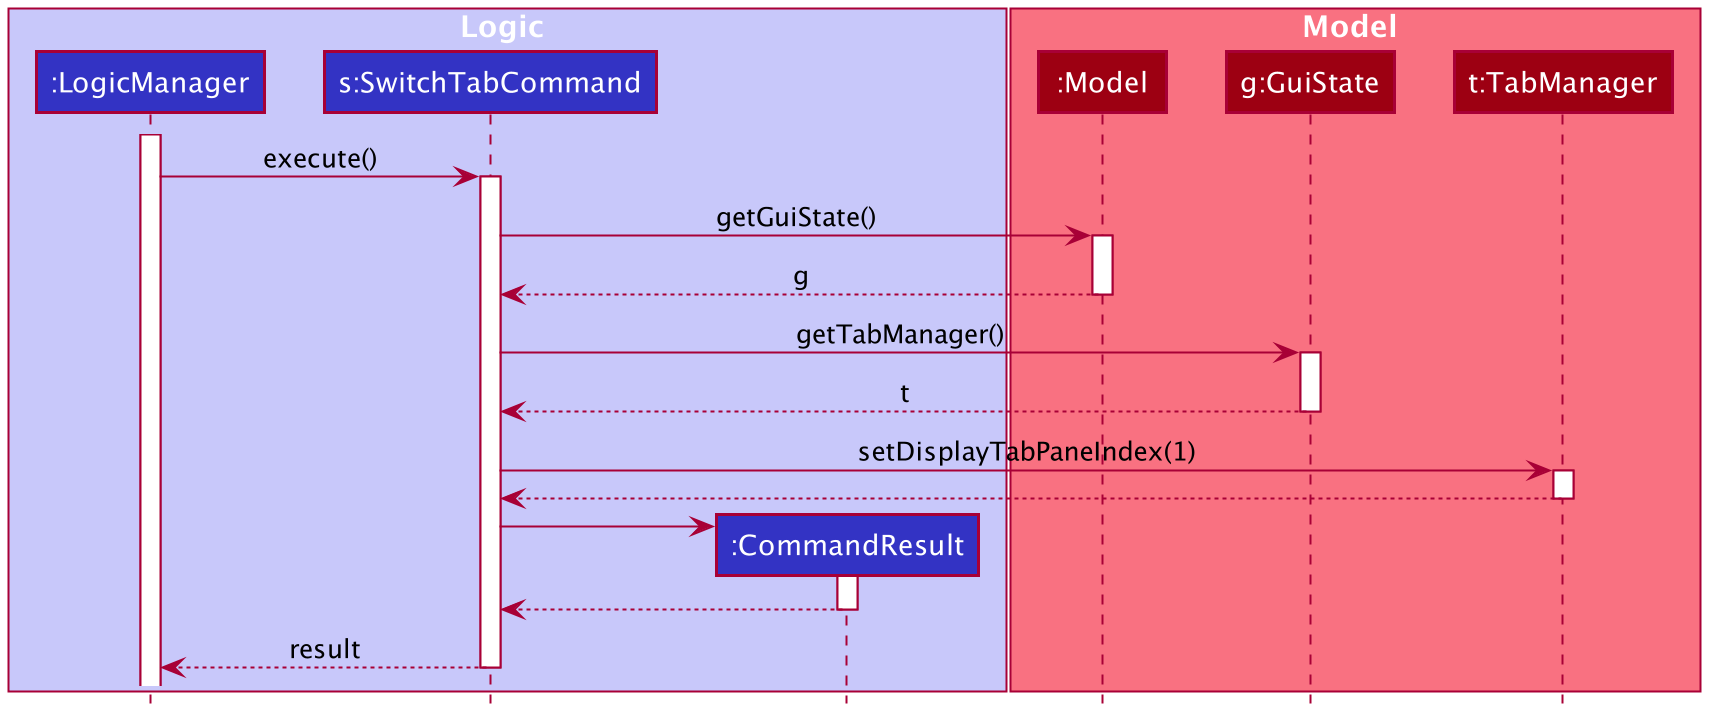 Logic
Model
:LogicManager
s:SwitchTabCommand
:Model
g:GuiState
t:TabManager
execute()
getGuiState()
g
getTabManager()
t
setDisplayTabPaneIndex(1)
:CommandResult
result